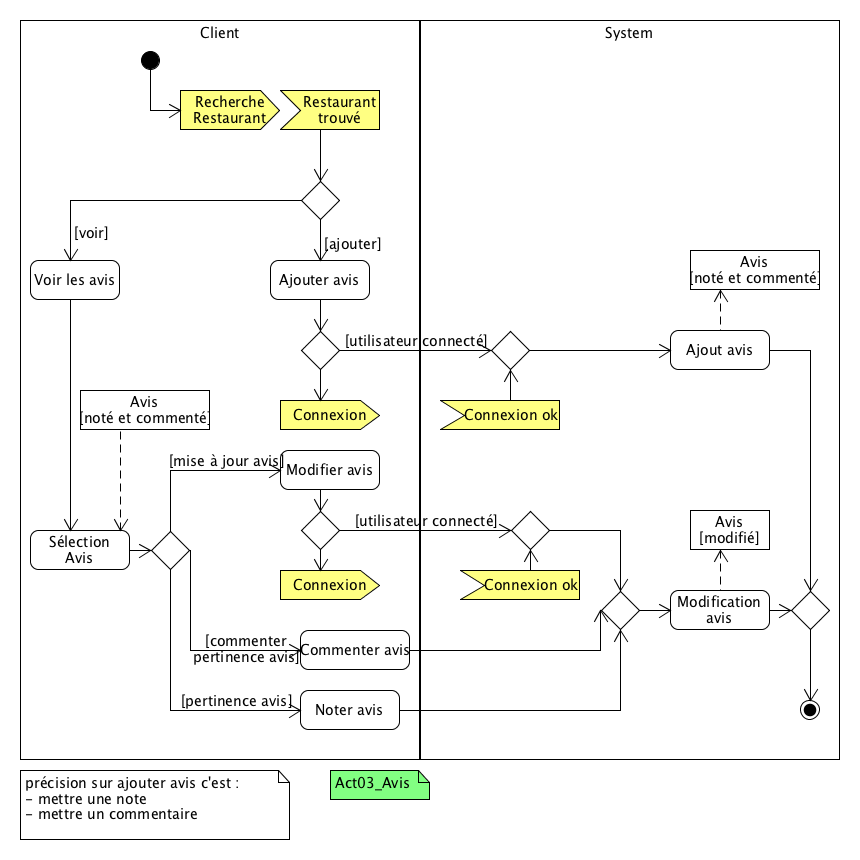 Client
System
Recherche
Restaurant
Restaurant
trouvé
[voir]
[ajouter]
Voir les avis
Ajouter avis
Avis
[noté et commenté]
[utilisateur connecté]
Ajout avis
Avis
[noté et commenté]
Connexion
Connexion ok
[mise à jour avis]
Modifier avis
[utilisateur connecté]
Avis
[modifié]
Sélection
Avis
Connexion
Connexion ok
Modification
avis
[commenter
pertinence avis]
Commenter avis
[pertinence avis]
Noter avis
précision sur ajouter avis c'est :
– mettre une note
– mettre un commentaire
Act03_Avis